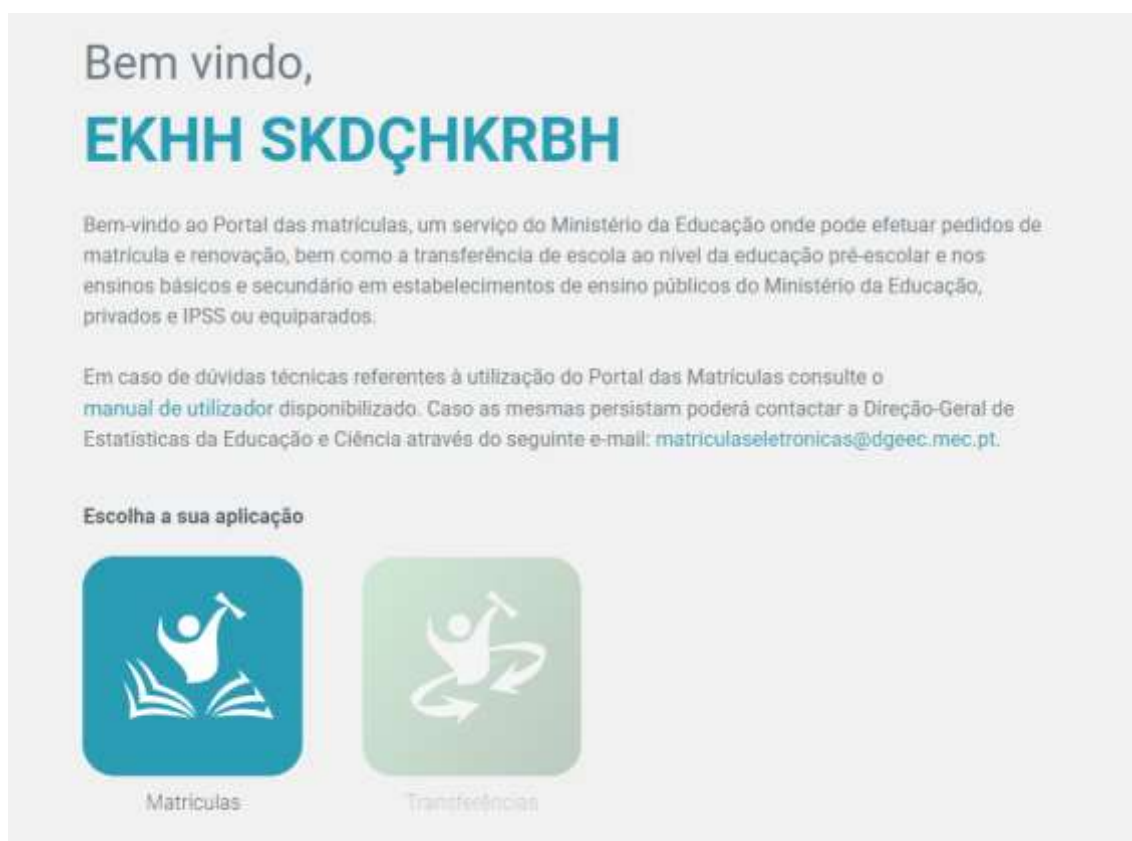 Bem vindo,
EKHH SKDÇHKRBH
Bem-vindo ao Portal das matrículas, um serviço do Ministério da Educação onde pode efetuar pedidos de
matrícula e renovação, bem como a transferência de escola ao nível da educação pré-escolar e nos
ensinos básicos e secundário em estabelecimentos de ensino públicos do Ministério da Educação,
privados e IPSS ou equiparados.
Em caso de dúvidas técnicas referentes à utilização do Portal das Matrículas consulte o
manual de utilizador disponibilizado. Caso as mesmas persistam poderá contactar a Direção-Geral de
Estatísticas da Educação e Ciência através do seguinte e-mail: matriculaseletronicas@dgeec.mec.pt.
Escolha a sua aplicação
Matrículas
Transferências